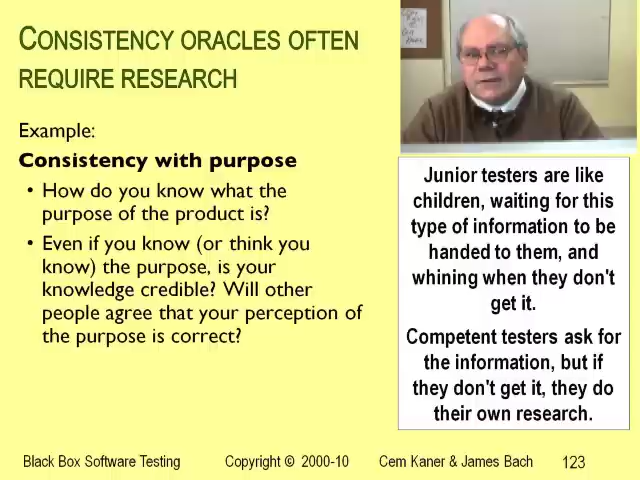 CONSISTENCY ORACLES OFTEN
REQUIRE RESEARCH
Example:
Consistency with purpose
• How do you know what the
purpose of the product is?
• Even if you know (or think you
know) the purpose, is your
knowledge credible? Will other
people agree that your perception of
the purpose is correct?
Junior testers are like
children, waiting for this
type of information to be
handed to them, and
whining when they don't
get it.
Competent testers ask for
the information, but if
they don't get it, they do
their own research.
Black Box Software Testing Copyright © 2000-10 Cem Kaner & James Bach 123